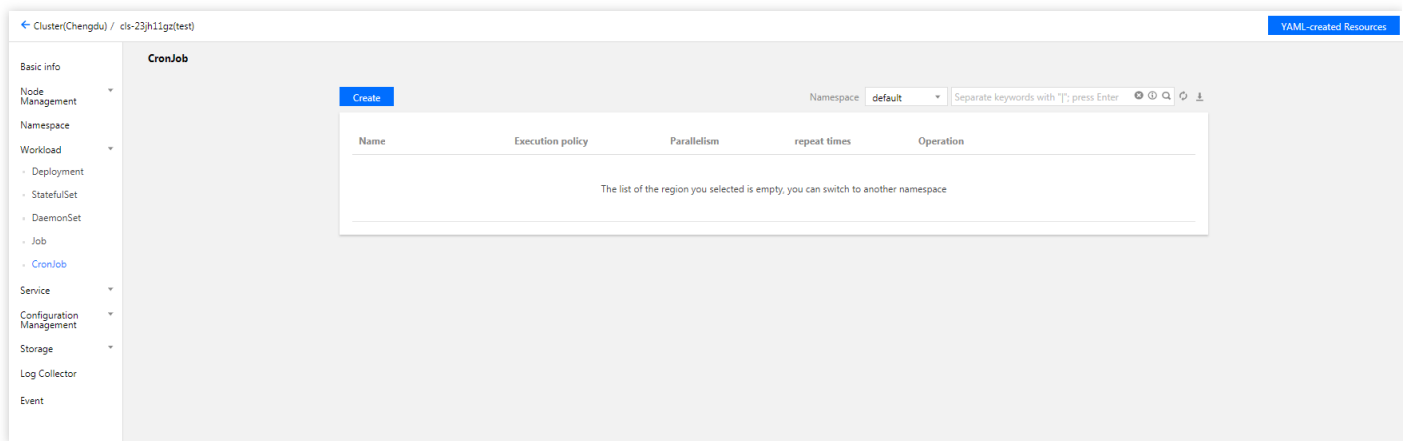 Cluster(Chengdu) / cls-23jh11gz(test)
YAML-created Resources
Basic info
Node
Management
Namespace
Workload
Deployment
StatefulSet
DaemonSet
Job
CronJob
Service
Configuration
Management
Storage
Log Collector
Event
CronJob
Create
Namespace default Separate keywords with "|"; press Enter
Name Execution policy Parallelism repeat times Operation
The list of the region you selected is empty, you can switch to another namespace